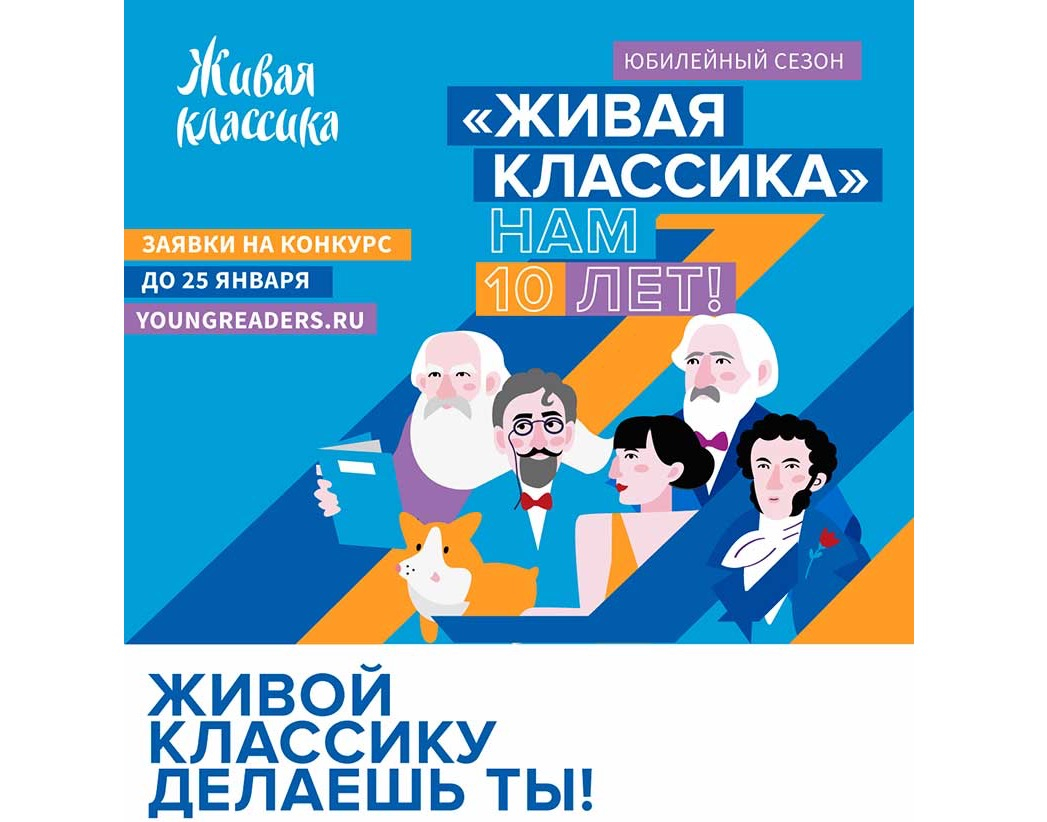 Живая
классика
ЮБИЛЕЙНЫЙ СЕЗОН
«ЖИВАЯ
КЛАССИКА»
НАМ
10 ЛЕТ!
ЗАЯВКИ НА КОНКУРС
ДО 25 ЯНВАРЯ
YOUNGREADERS.RU
ЖИВОЙ
КЛАССИКУ
ДЕЛАЕШЬ ТЫ!